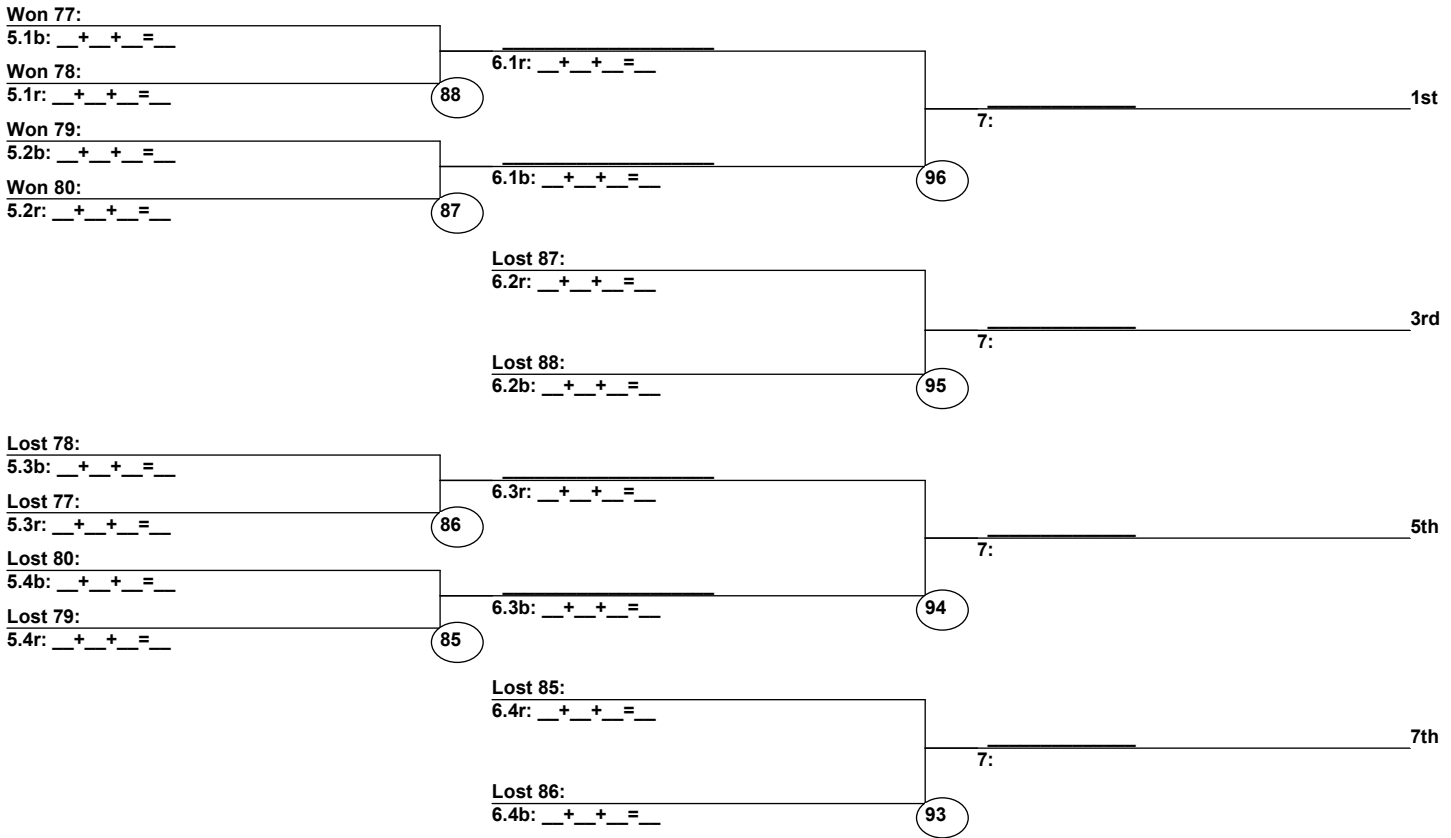 Won 77:
5.1b: __+__+__=__
6.1r: __+__+__=__
Won 78:
5.1r: __+__+__=__
88
1st
7:
Won 79:
5.2b: __+__+__=__
6.1b: __+__+__=__
96
Won 80:
5.2r: __+__+__=__
87
Lost 87:
6.2r: __+__+__=__
3rd
7:
Lost 88:
6.2b: __+__+__=__
95
Lost 78:
5.3b: __+__+__=__
6.3r: __+__+__=__
Lost 77:
5.3r: __+__+__=__
86
5th
7:
Lost 80:
5.4b: __+__+__=__
6.3b: __+__+__=__
94
Lost 79:
5.4r: __+__+__=__
85
Lost 85:
6.4r: __+__+__=__
7th
7:
Lost 86:
6.4b: __+__+__=__
93